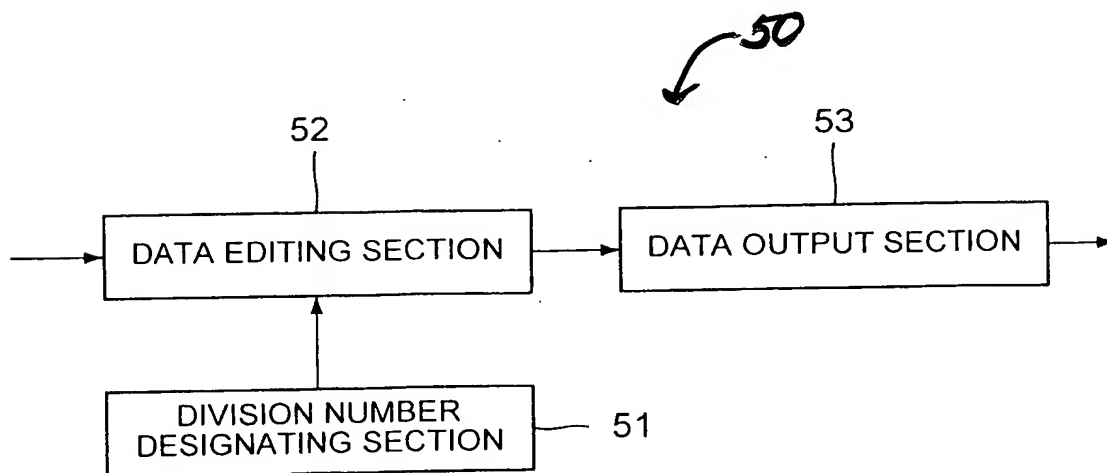 50
52
53
DATA EDITING SECTION
DATA OUTPUT SECTION
DIVISION NUMBER
DESIGNATING SECTION
51